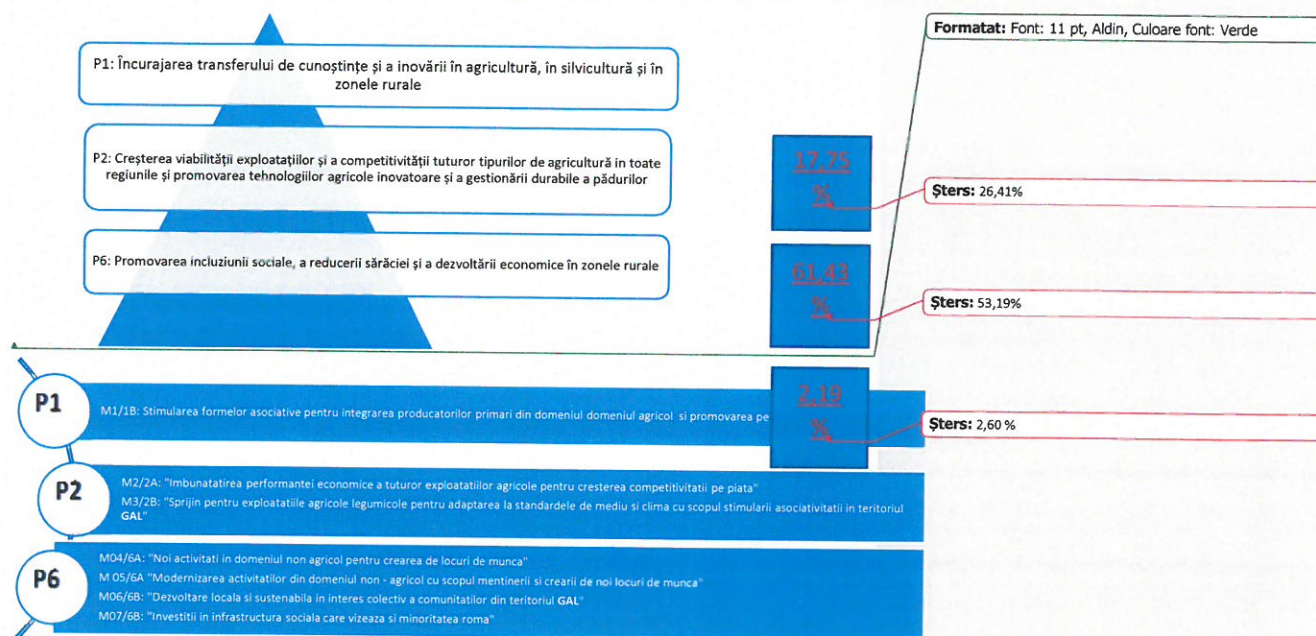 Formatat: Font: 11 pt, Aldin, Culoare font: Verde
P1: Încurajarea transferului de cunoștințe și a inovării în agricultură, în silvicultură și în
zonele rurale
P2: Creșterea viabilității exploatațiilor și a competitivității tuturor tipurilor de agricultură in toate
regiunile și promovarea tehnologiilor agricole inovatoare și a gestionării durabile a pădurilor
17,75
%
Șters: 26,41%
P6: Promovarea incluziunii sociale, a reducerii sărăciei și a dezvoltării economice în zonele rurale
61,43
%
Șters: 53,19%
P1
M1/1B: Stimularea formelor asociative pentru integrarea producatorilor primari din domeniul domeniul agricol si promovarea pe
2,19
%
Șters: 2,60 %
P2
M2/2A: "Imbunatatirea performantei economice a tuturor exploatatiilor agricole pentru cresterea competitivitatii pe piata"
M3/2B: "Sprijin pentru exploatatiile agricole legumicole pentru adaptarea la standardele de mediu si clima cu scopul stimularii asociativitatii in teritoriul
GAL"
P6
M04/6A: "Noi activitati in domeniul non agricol pentru crearea de locuri de munca"
M 05/6A "Modernizarea activitatilor din domeniul non - agricol cu scopul mentinerii si crearii de noi locuri de munca"
M06/6B: "Dezvoltare locala si sustenabila in interes colectiv a comunitatilor din teritoriul GAL"
M07/6B: "Investitii in infrastructura sociala care vizeaza si minoritatea roma"